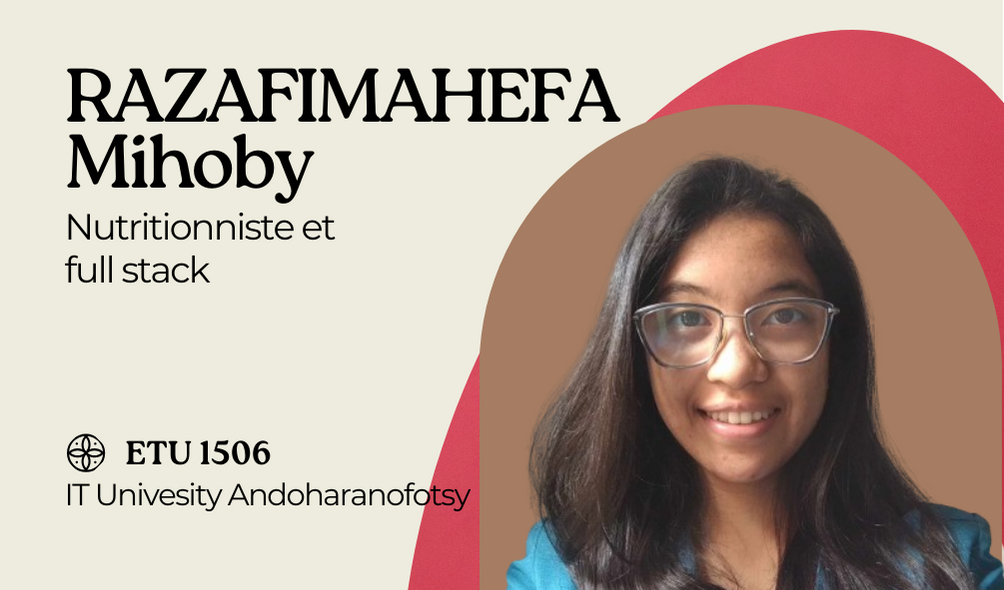 RAZAFIMAHEFA
Mihoby
Nutritionniste et
full stack
ETU 1506
IT Univesity Andoharanofotsy